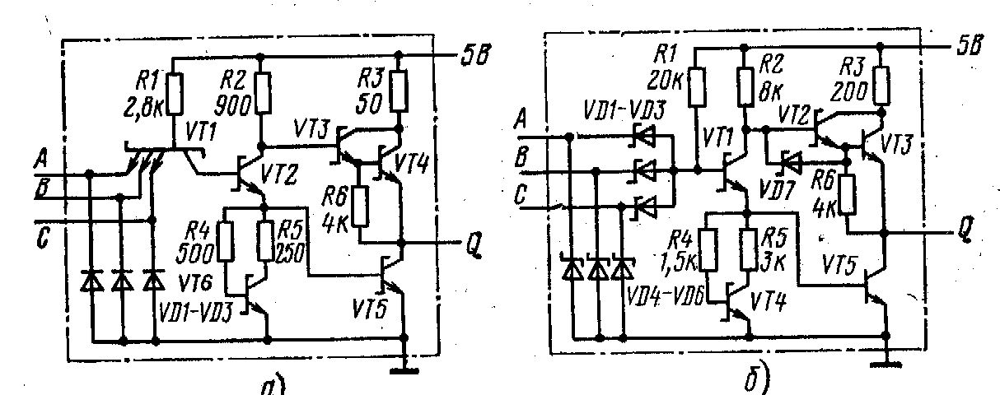 5В
R1
2,8к
R2
900
R3
50
VT1
VT3
A
B
C
VT2
VT4
R6
4к
R4
500
R5
250
Q
VT6
VD1-VD3
VT5
а)
5В
R1
20к
R2
8к
R3
200
VD1-VD3
VT2
A
B
C
VT1
VT3
VD7
R6
4к
R4
1,5к
R5
3к
Q
VT5
VD4-VD6
VT4
б)